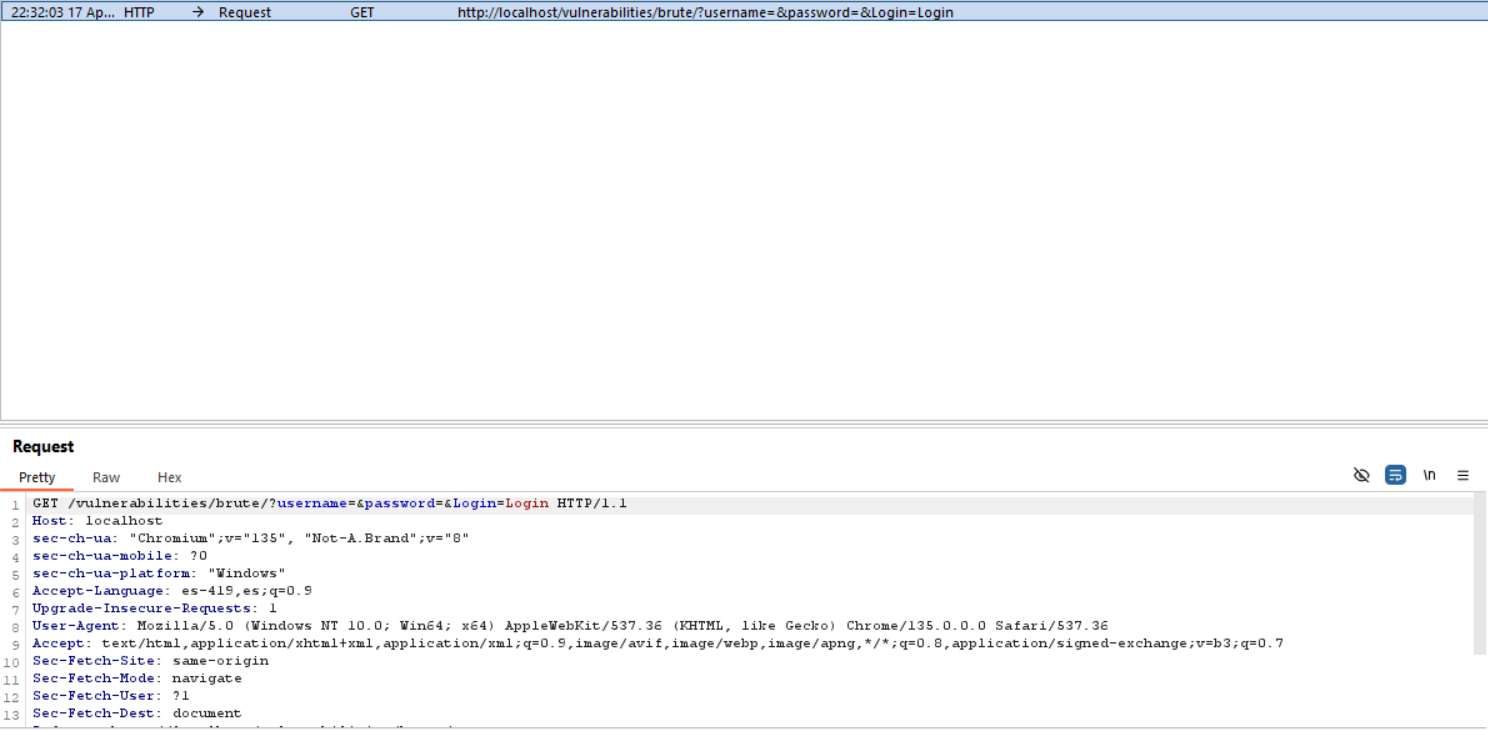 22:32:03 17 Ap... HTTP → Request GET http://localhost/vulnerabilities/brute/?username=&password=&Login=Login
Request
Pretty Raw Hex \n
1 GET /vulnerabilities/brute/?username=&password=&Login=Login HTTP/1.1
2 Host: localhost
3 sec-ch-ua: "Chromium";v="135", "Not-A.Brand";v="8"
4 sec-ch-ua-mobile: ?0
5 sec-ch-ua-platform: "Windows"
6 Accept-Language: es-419,es;q=0.9
7 Upgrade-Insecure-Requests: 1
8 User-Agent: Mozilla/5.0 (Windows NT 10.0; Win64; x64) AppleWebKit/537.36 (KHTML, like Gecko) Chrome/135.0.0.0 Safari/537.36
9 Accept: text/html,application/xhtml+xml,application/xml;q=0.9,image/avif,image/webp,image/apng,*/*;q=0.8,application/signed-exchange;v=b3;q=0.7
10 Sec-Fetch-Site: same-origin
11 Sec-Fetch-Mode: navigate
12 Sec-Fetch-User: ?1
13 Sec-Fetch-Dest: document